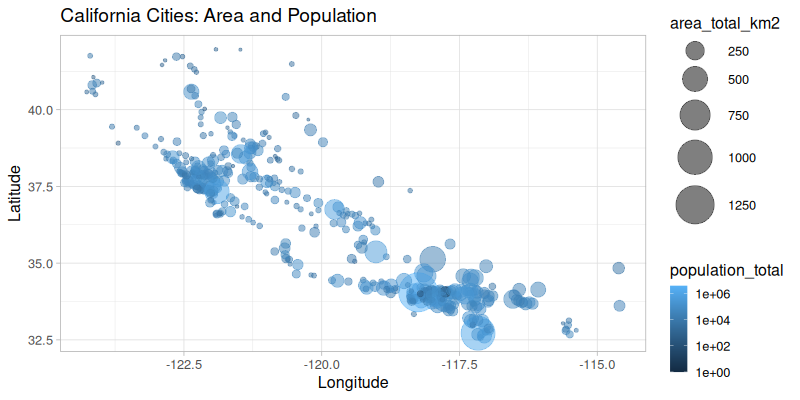 California Cities: Area and Population
area_total_km2
250
500
750
1000
1250
population_total
1e+06
1e+04
1e+02
1e+00
Latitude
40.0
37.5
35.0
32.5
-122.5
-120.0
-117.5
-115.0
Longitude